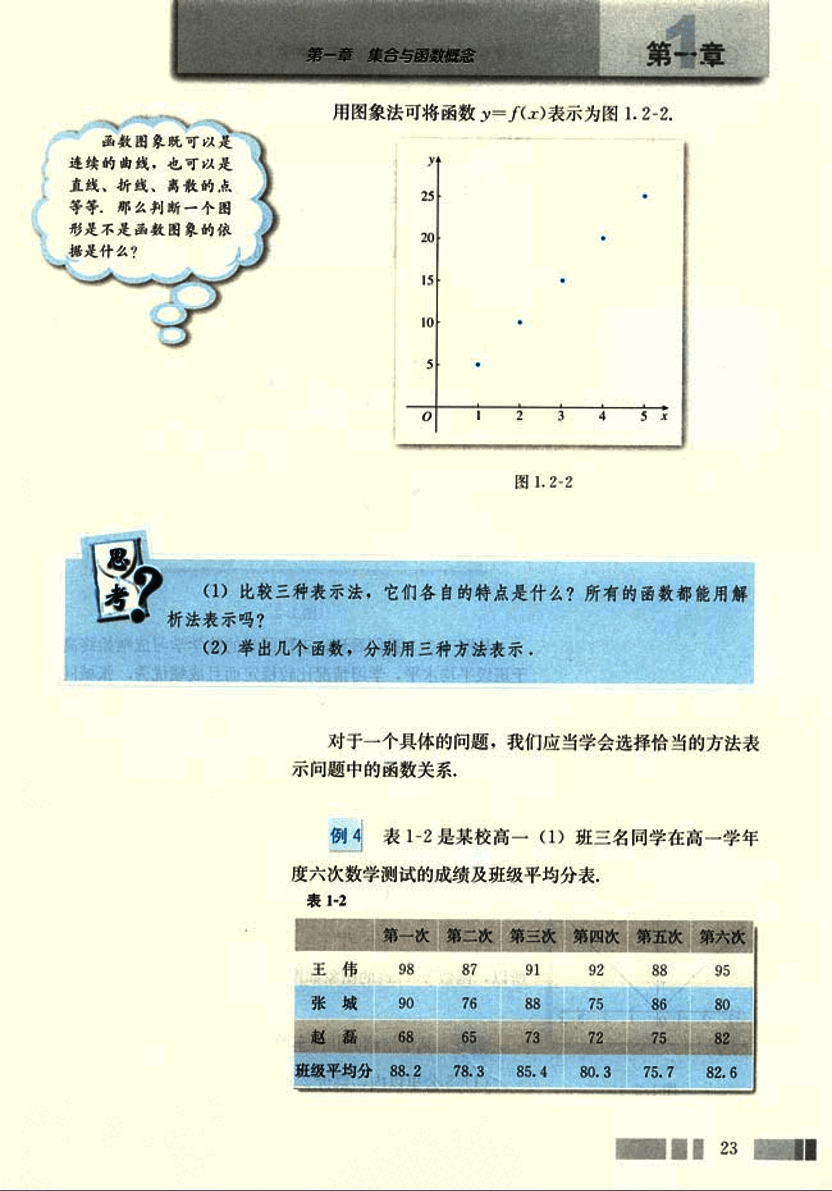 第一章 集合与函数概念
第一章
用图象法可将函数 y=f(x)表示为图 1.2-2.
函数图象既可以是
连续的曲线，也可以是
直线、折线、离散的点
等等．那么判断一个图
形是不是函数图象的依
据是什么？
y
25
20
15
10
5
O 1 2 3 4 5 x
图 1.2-2
思考？
(1) 比较三种表示法，它们各自的特点是什么？所有的函数都能用解
析法表示吗？
(2) 举出几个函数，分别用三种方法表示．
对于一个具体的问题，我们应当学会选择恰当的方法表
示问题中的函数关系.
例 4 表 1-2 是某校高一（1）班三名同学在高一学年
度六次数学测试的成绩及班级平均分表.
表 1-2
第一次 第二次 第三次 第四次 第五次 第六次
王 伟 98 87 91 92 88 95
张 城 90 76 88 75 86 80
赵 磊 68 65 73 72 75 82
班级平均分 88.2 78.3 85.4 80.3 75.7 82.6
23